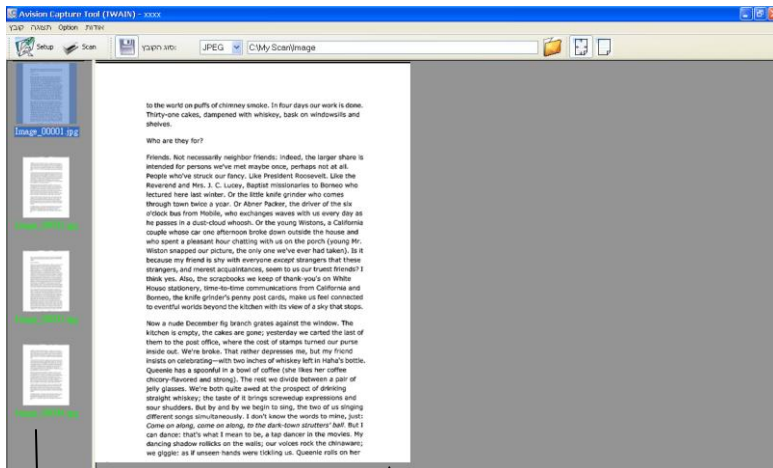 Avision Capture Tool (TWAIN) - xxxx
קובץ תצוגה Option אודות
Setup Scan סוג הקובץ: JPEG C:\My Scan\Image
Image_00001.jpg
to the world on puffs of chimney smoke. In four days our work is done.
Thirty-one cakes, dampened with whiskey, bask on windowsills and
shelves.
Who are they for?
Friends. Not necessarily neighbor friends: indeed, the larger share is
intended for persons we've met maybe once, perhaps not at all.
People who've struck our fancy. Like President Roosevelt. Like the
Reverend and Mrs. J. C. Lucey, Baptist missionaries to Borneo who
lectured here last winter. Or the little knife grinder who comes
through town twice a year. Or Abner Packer, the driver of the six
o'clock bus from Mobile, who exchanges waves with us every day as
he passes in a dust-cloud whoosh. Or the young Wistons, a California
couple whose car one afternoon broke down outside the house and
who spent a pleasant hour chatting with us on the porch (young Mr.
Wiston snapped our picture, the only one we've ever had taken). Is it
because my friend is shy with everyone except strangers that these
strangers, and merest acquaintances, seem to us our truest friends? I
think yes. Also, the scrapbooks we keep of thank-you's on White
House stationery, time-to-time communications from California and
Borneo, the knife grinder's penny post cards, make us feel connected
to eventful worlds beyond the kitchen with its view of a sky that stops.
Now a nude December fig branch grates against the window. The
kitchen is empty, the cakes are gone; yesterday we carted the last of
them to the post office, where the cost of stamps turned our purse
inside out. We're broke. That rather depresses me, but my friend
insists on celebrating—with two inches of whiskey left in Haha's bottle.
Queenie has a spoonful in a bowl of coffee (she likes her coffee
chicory-flavored and strong). The rest we divide between a pair of
jelly glasses. We're both quite awed at the prospect of drinking
straight whiskey; the taste of it brings screwedup expressions and
sour shudders. But by and by we begin to sing, the two of us singing
different songs simultaneously. I don't know the words to mine, just:
Come on along, come on along, to the dark-town strutters' ball. But I
can dance: that's what I mean to be, a tap dancer in the movies. My
dancing shadow rollicks on the walls; our voices rock the chinaware;
we giggle: as if unseen hands were tickling us. Queenie rolls on her